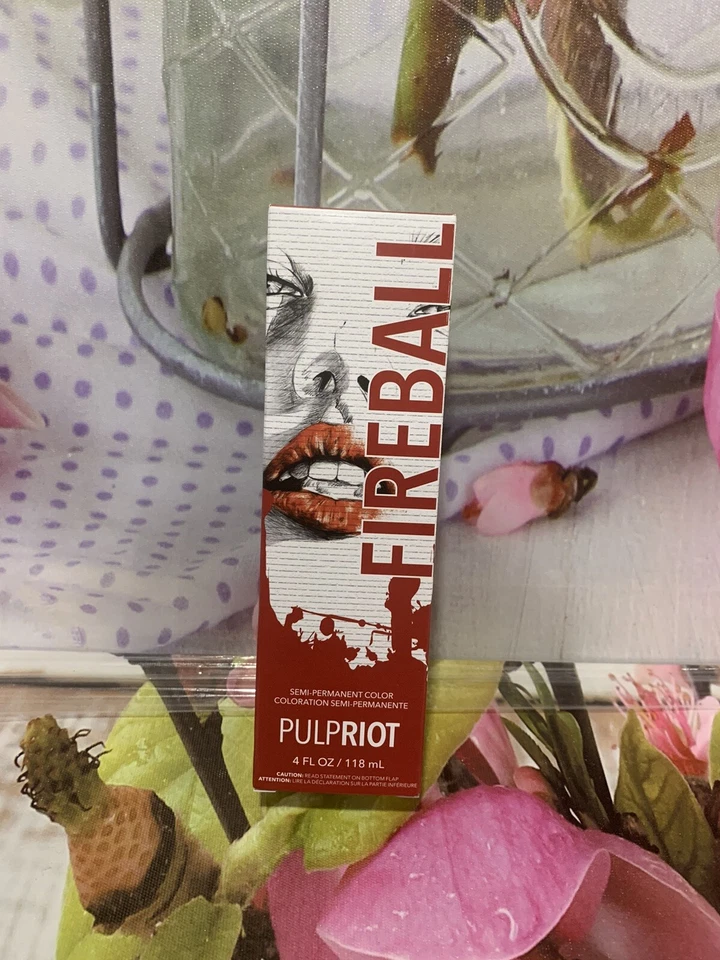 FIREBALL
SEMI-PERMANENT COLOR
COLORATION SEMI-PERMANENTE
PULPRIOT
4 FL OZ / 118 mL
CAUTION: READ STATEMENT ON BOTTOM FLAP
ATTENTION: LIRE LA DÉCLARATION SUR LA PARTIE INFÉRIEURE